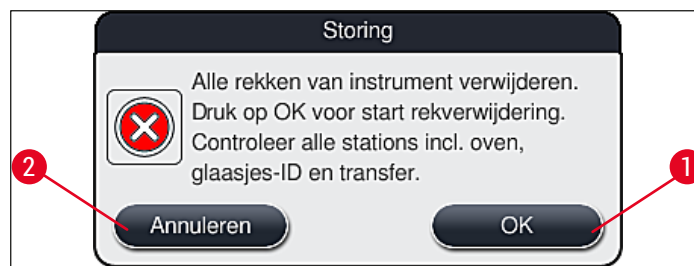 Storing
Alle rekken van instrument verwijderen.
Druk op OK voor start rekverwijdering.
Controleer alle stations incl. oven,
glaasjes-ID en transfer.
2
1
Annuleren
OK